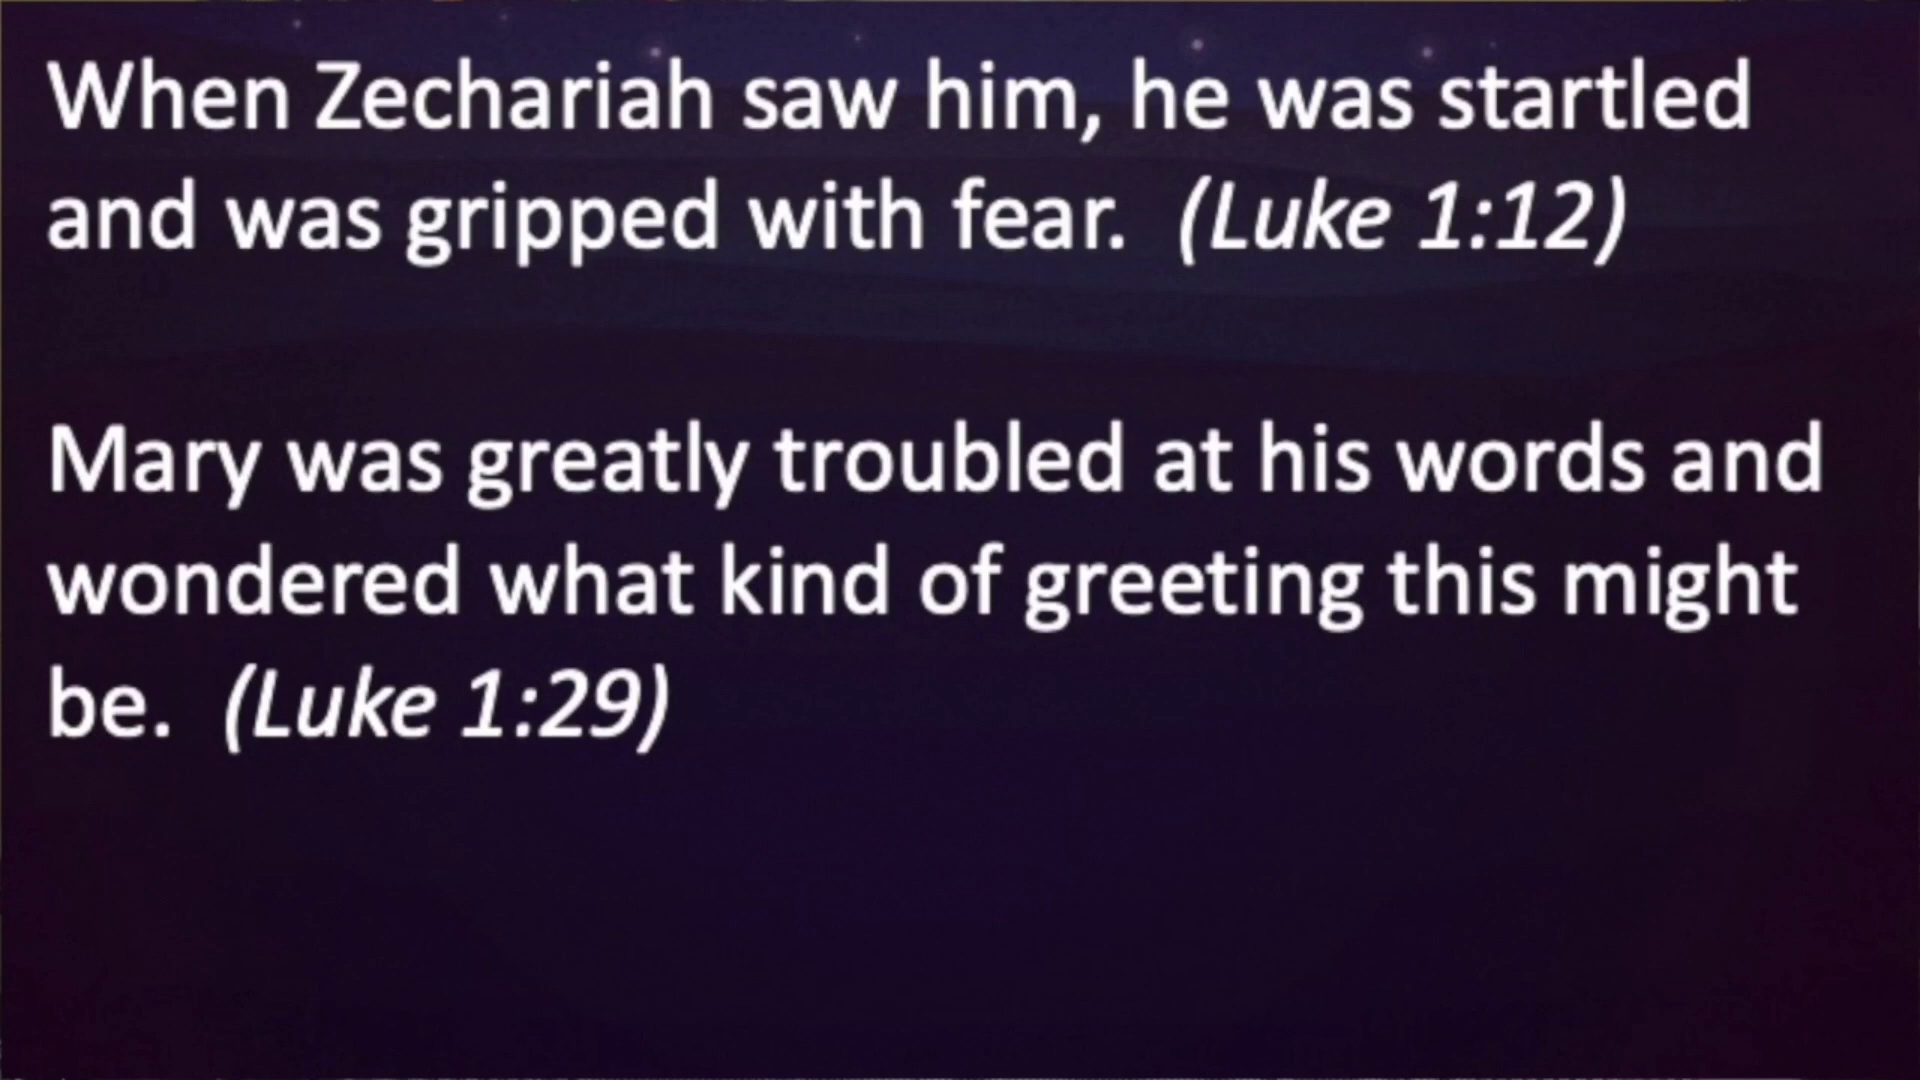 When Zechariah saw him, he was startled
and was gripped with fear.  (Luke 1:12)
Mary was greatly troubled at his words and
wondered what kind of greeting this might
be.  (Luke 1:29)